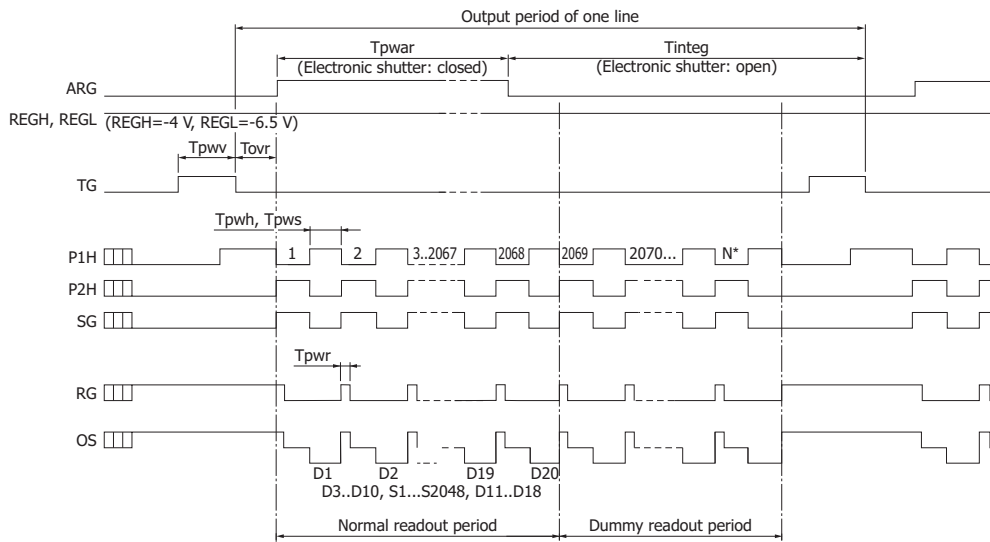 Output period of one line
Tpwar
Tinteg
(Electronic shutter: closed)
(Electronic shutter: open)
ARG
REGH, REGL
(REGH=-4 V, REGL=-6.5 V)
Tpwv
Tovr
TG
Tpwh, Tpws
P1H
1
2
3..2067
2068
2069
2070...
N*
P2H
SG
Tpwr
RG
OS
D1
D2
D19
D20
D3..D10, S1...S2048, D11..D18
Normal readout period
Dummy readout period